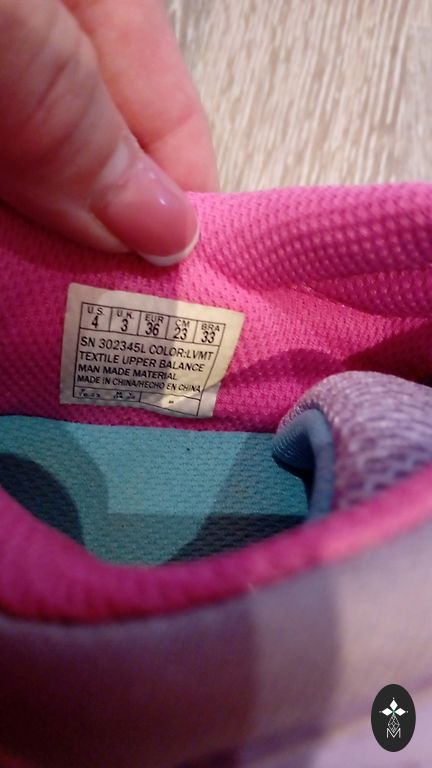 U.S. U.K. EUR CM BRA
4 3 36 23 33
SN 302345L COLOR:LVMT
TEXTILE UPPER BALANCE
MAN MADE MATERIAL
MADE IN CHINA/HECHO EN CHINA
M